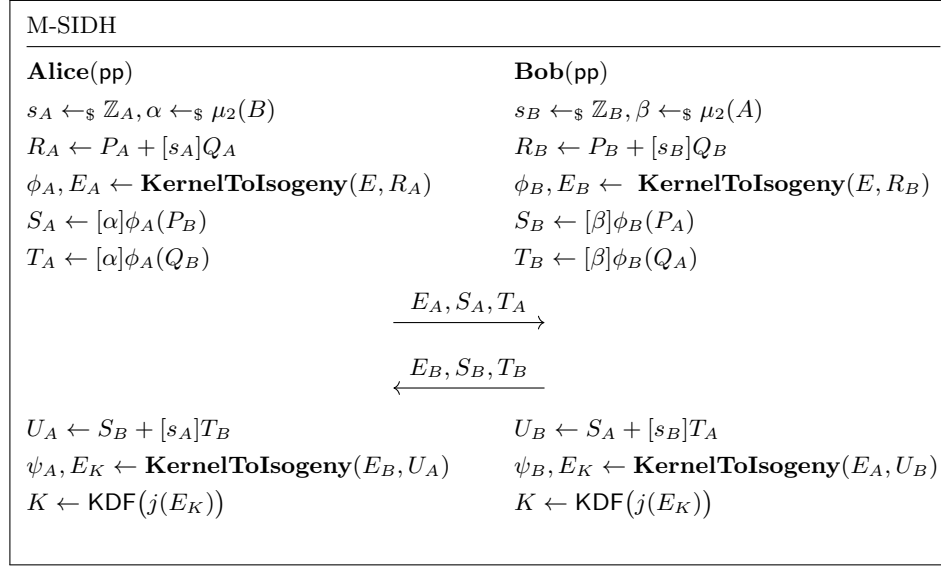 M-SIDH
Alice(pp) Bob(pp)
s_A ←_$ ℤ_A, α ←_$ μ_2(B) s_B ←_$ ℤ_B, β ←_$ μ_2(A)
R_A ← P_A + [s_A]Q_A R_B ← P_B + [s_B]Q_B
ϕ_A, E_A ← KernelToIsogeny(E, R_A) ϕ_B, E_B ← KernelToIsogeny(E, R_B)
S_A ← [α]ϕ_A(P_B) S_B ← [β]ϕ_B(P_A)
T_A ← [α]ϕ_A(Q_B) T_B ← [β]ϕ_B(Q_A)
E_A, S_A, T_A
E_B, S_B, T_B
U_A ← S_B + [s_A]T_B U_B ← S_A + [s_B]T_A
ψ_A, E_K ← KernelToIsogeny(E_B, U_A) ψ_B, E_K ← KernelToIsogeny(E_A, U_B)
K ← KDF(j(E_K)) K ← KDF(j(E_K))